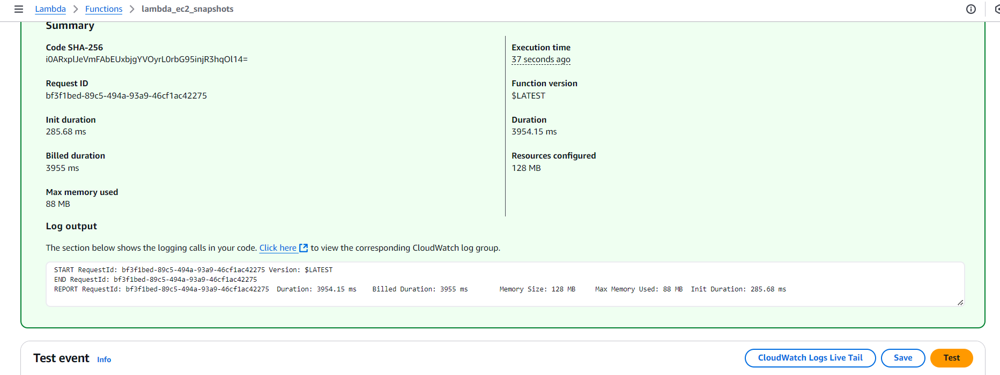 Lambda > Functions > lambda_ec2_snapshots
Summary
Code SHA-256
i0ARxplJeVmFAbEUxbjgYVOyrL0rbG95injR3hqOl14=
Execution time
37 seconds ago
Request ID
bf3f1bed-89c5-494a-93a9-46cf1ac42275
Function version
$LATEST
Init duration
285.68 ms
Duration
3954.15 ms
Billed duration
3955 ms
Resources configured
128 MB
Max memory used
88 MB
Log output
The section below shows the logging calls in your code. Click here to view the corresponding CloudWatch log group.
START RequestId: bf3f1bed-89c5-494a-93a9-46cf1ac42275 Version: $LATEST
END RequestId: bf3f1bed-89c5-494a-93a9-46cf1ac42275
REPORT RequestId: bf3f1bed-89c5-494a-93a9-46cf1ac42275 Duration: 3954.15 ms Billed Duration: 3955 ms Memory Size: 128 MB Max Memory Used: 88 MB Init Duration: 285.68 ms
Test event Info CloudWatch Logs Live Tail Save Test